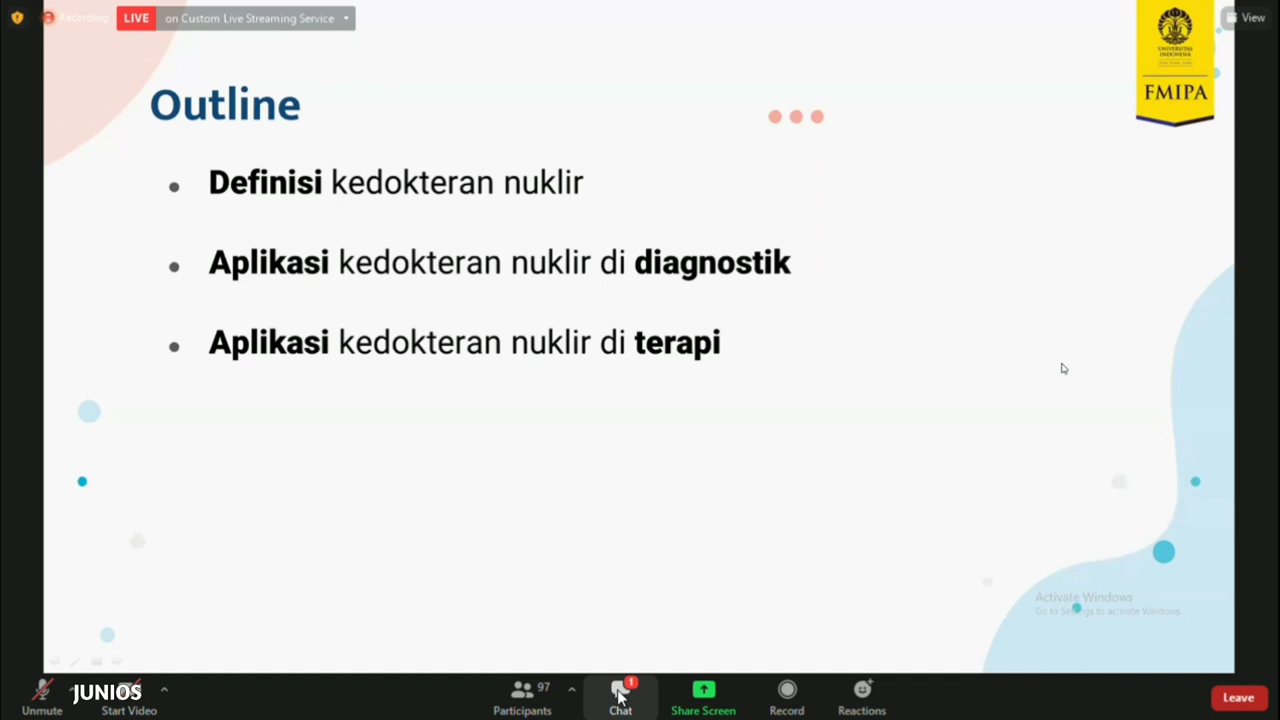 Recording
LIVE
on Custom Live Streaming Service
View
UNIVERSITAS
INDONESIA
FMIPA
Outline
Definisi kedokteran nuklir
Aplikasi kedokteran nuklir di diagnostik
Aplikasi kedokteran nuklir di terapi
Activate Windows
Go to Settings to activate Windows.
JUNIOS
97
1
Unmute
Start Video
Participants
Chat
Share Screen
Record
Reactions
Leave